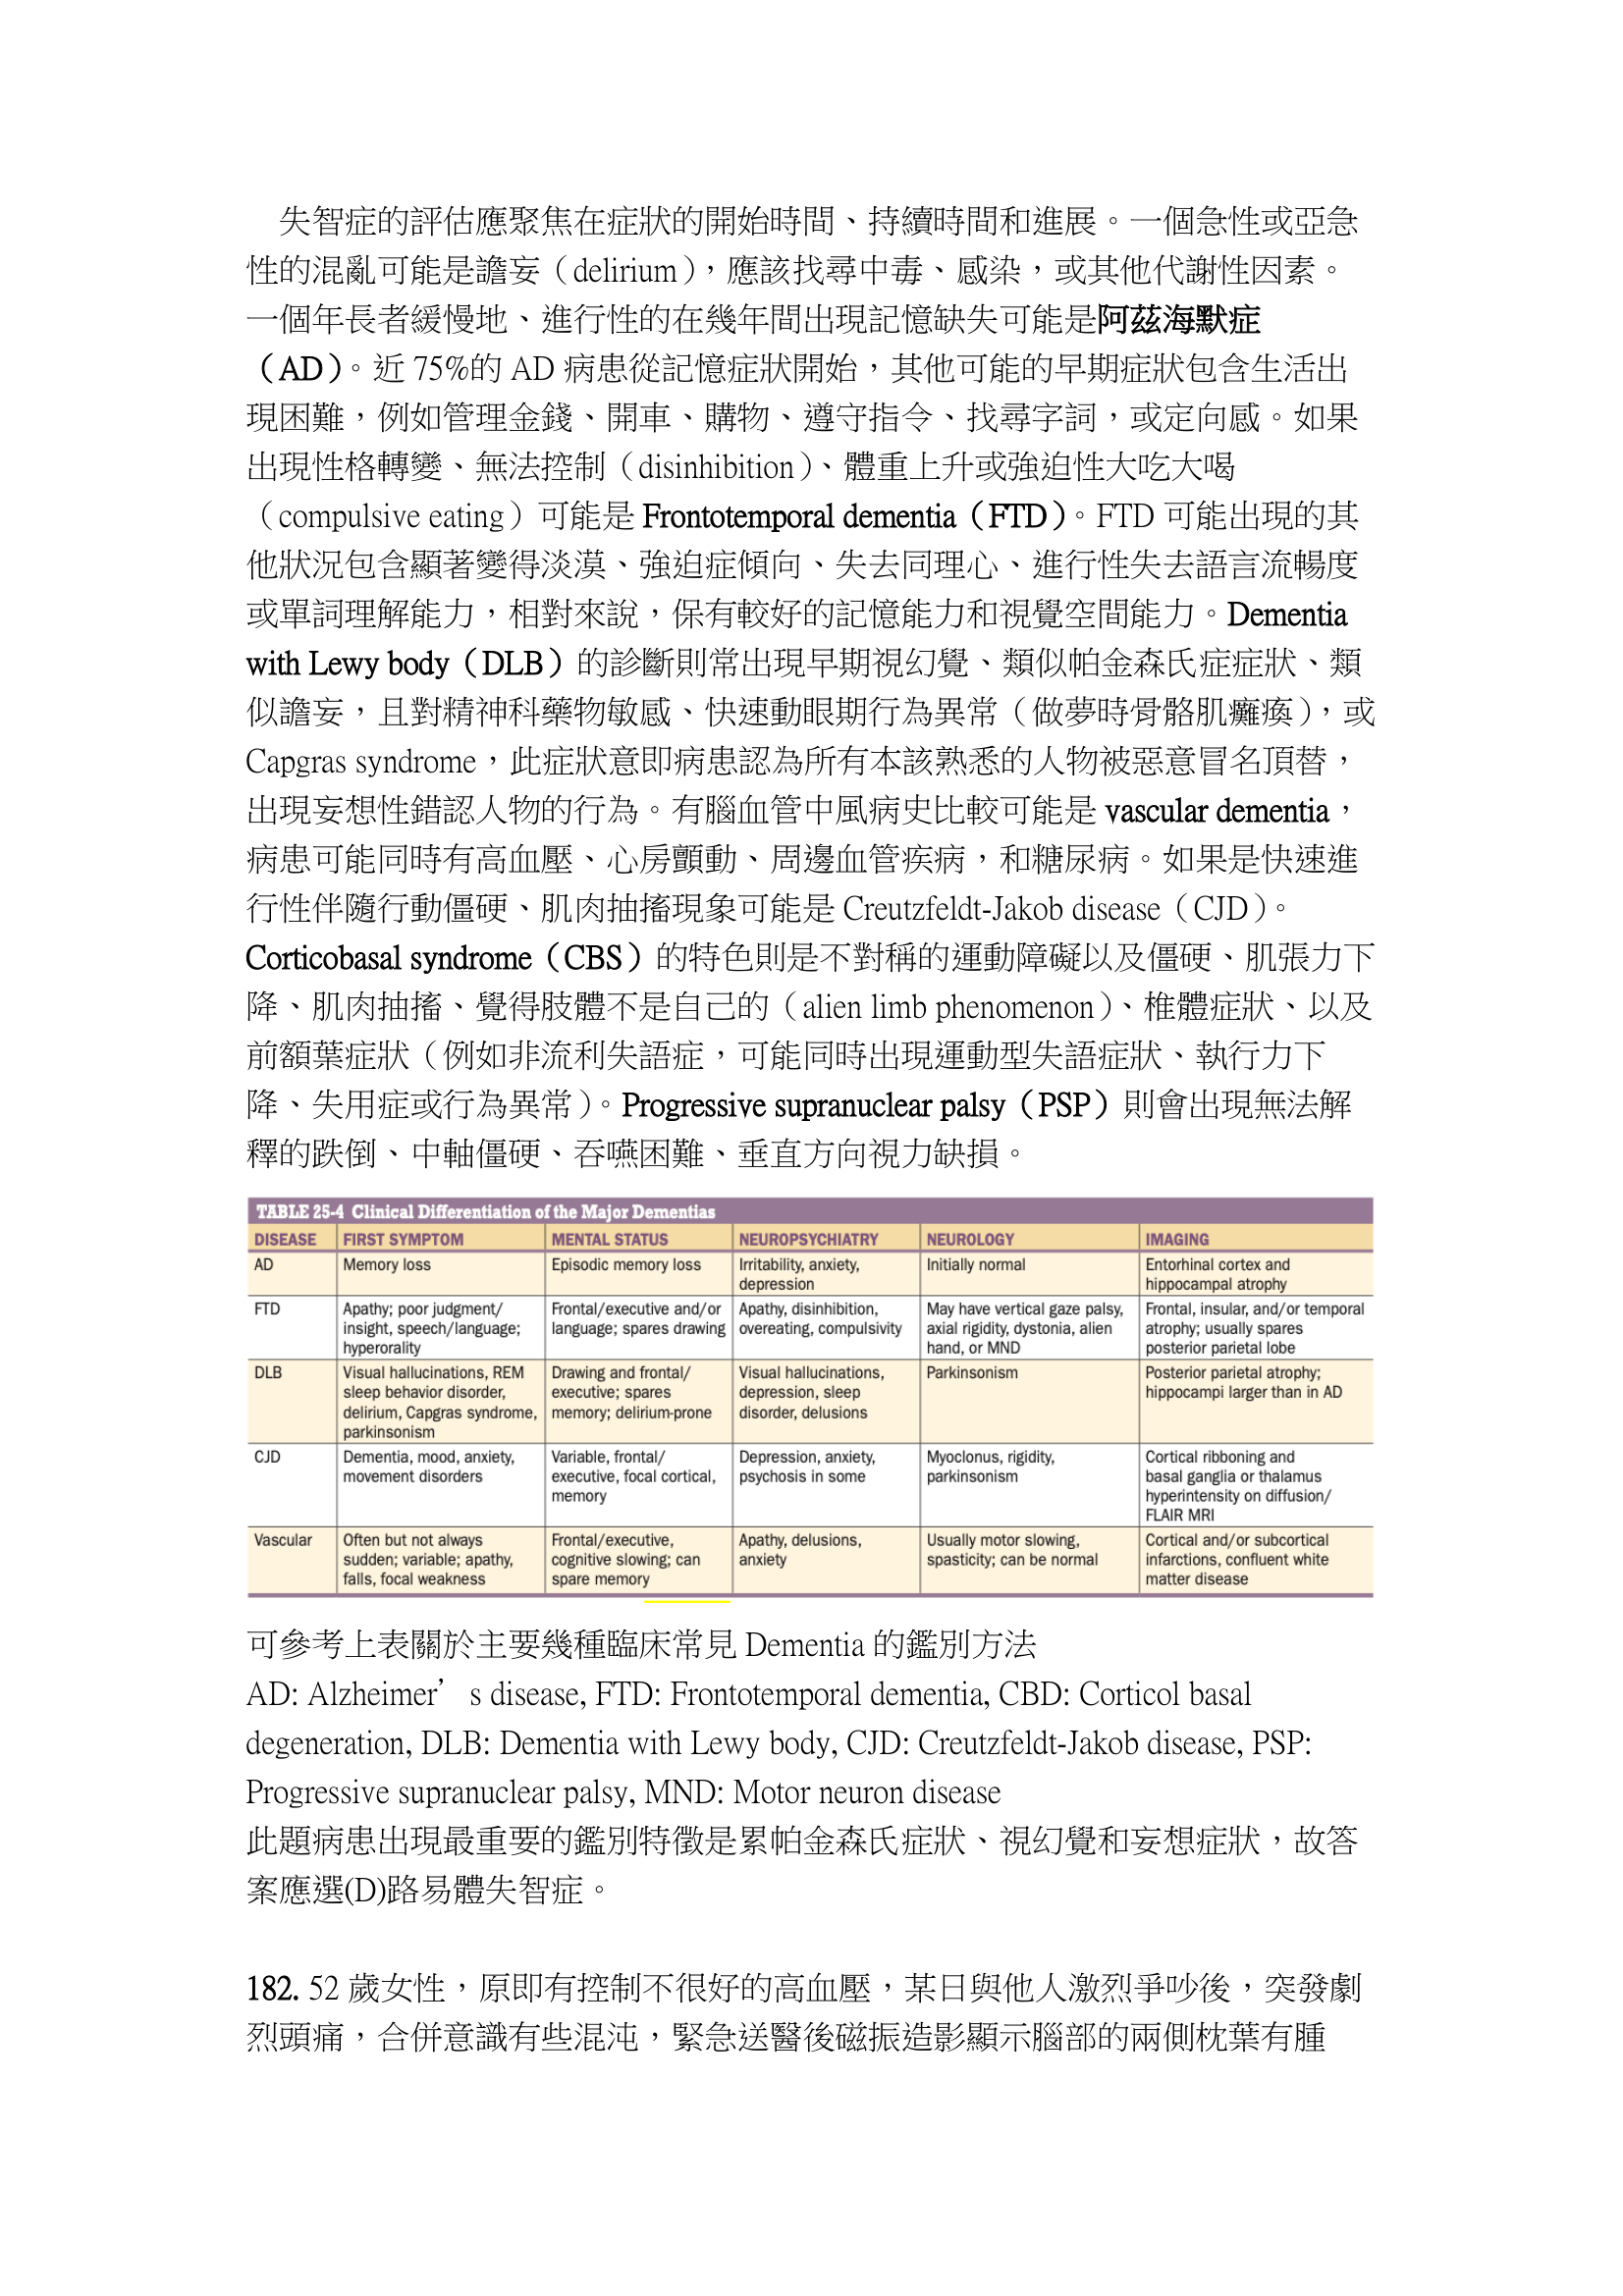 失智症的評估應聚焦在症狀的開始時間、持續時間和進展。一個急性或亞急
性的混亂可能是譫妄（delirium），應該找尋中毒、感染，或其他代謝性因素。
一個年長者緩慢地、進行性的在幾年間出現記憶缺失可能是阿茲海默症
（AD）。近 75%的 AD 病患從記憶症狀開始，其他可能的早期症狀包含生活出
現困難，例如管理金錢、開車、購物、遵守指令、找尋字詞，或定向感。如果
出現性格轉變、無法控制（disinhibition）、體重上升或強迫性大吃大喝
（compulsive eating）可能是 Frontotemporal dementia（FTD）。FTD 可能出現的其
他狀況包含顯著變得淡漠、強迫症傾向、失去同理心、進行性失去語言流暢度
或單詞理解能力，相對來說，保有較好的記憶能力和視覺空間能力。Dementia
with Lewy body（DLB）的診斷則常出現早期視幻覺、類似帕金森氏症症狀、類
似譫妄，且對精神科藥物敏感、快速動眼期行為異常（做夢時骨骼肌癱瘓），或
Capgras syndrome，此症狀意即病患認為所有本該熟悉的人物被惡意冒名頂替，
出現妄想性錯認人物的行為。有腦血管中風病史比較可能是 vascular dementia，
病患可能同時有高血壓、心房顫動、周邊血管疾病，和糖尿病。如果是快速進
行性伴隨行動僵硬、肌肉抽搐現象可能是 Creutzfeldt-Jakob disease（CJD）。
Corticobasal syndrome（CBS）的特色則是不對稱的運動障礙以及僵硬、肌張力下
降、肌肉抽搐、覺得肢體不是自己的（alien limb phenomenon）、椎體症狀、以及
前額葉症狀（例如非流利失語症，可能同時出現運動型失語症狀、執行力下
降、失用症或行為異常）。Progressive supranuclear palsy（PSP）則會出現無法解
釋的跌倒、中軸僵硬、吞嚥困難、垂直方向視力缺損。
TABLE 25-4 Clinical Differentiation of the Major Dementias
DISEASE FIRST SYMPTOM MENTAL STATUS NEUROPSYCHIATRY NEUROLOGY IMAGING
AD Memory loss Episodic memory loss Irritability, anxiety, Initially normal Entorhinal cortex and
depression hippocampal atrophy
FTD Apathy; poor judgment/ Frontal/executive and/or Apathy, disinhibition, May have vertical gaze palsy, Frontal, insular, and/or temporal
insight, speech/language; language; spares drawing overeating, compulsivity axial rigidity, dystonia, alien atrophy; usually spares
hyperorality hand, or MND posterior parietal lobe
DLB Visual hallucinations, REM Drawing and frontal/ Visual hallucinations, Parkinsonism Posterior parietal atrophy;
sleep behavior disorder, executive; spares depression, sleep hippocampi larger than in AD
delirium, Capgras syndrome, memory; delirium-prone disorder, delusions
parkinsonism
CJD Dementia, mood, anxiety, Variable, frontal/ Depression, anxiety, Myoclonus, rigidity, Cortical ribboning and
movement disorders executive, focal cortical, psychosis in some parkinsonism basal ganglia or thalamus
memory hyperintensity on diffusion/
FLAIR MRI
Vascular Often but not always Frontal/executive, Apathy, delusions, Usually motor slowing, Cortical and/or subcortical
sudden; variable; apathy, cognitive slowing; can anxiety spasticity; can be normal infarctions, confluent white
falls, focal weakness spare memory matter disease
可參考上表關於主要幾種臨床常見 Dementia 的鑑別方法
AD: Alzheimer’s disease, FTD: Frontotemporal dementia, CBD: Corticol basal
degeneration, DLB: Dementia with Lewy body, CJD: Creutzfeldt-Jakob disease, PSP:
Progressive supranuclear palsy, MND: Motor neuron disease
此題病患出現最重要的鑑別特徵是累帕金森氏症狀、視幻覺和妄想症狀，故答
案應選(D)路易體失智症。
182. 52 歲女性，原即有控制不很好的高血壓，某日與他人激烈爭吵後，突發劇
烈頭痛，合併意識有些混沌，緊急送醫後磁振造影顯示腦部的兩側枕葉有腫